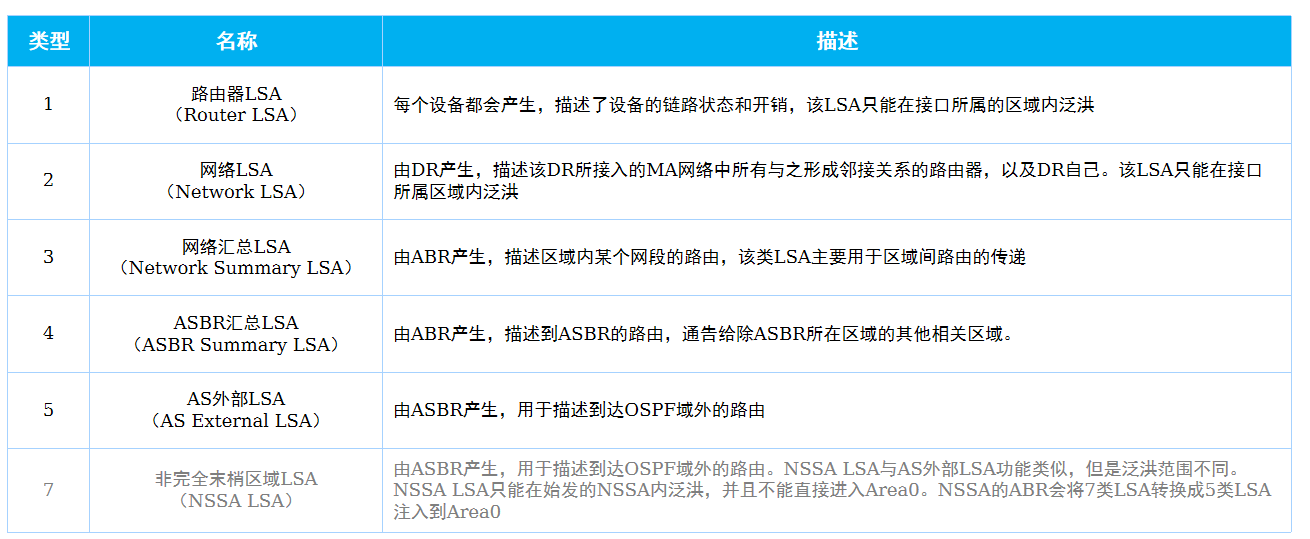 类型 名称 描述
1
路由器LSA
（Router LSA）
每个设备都会产生，描述了设备的链路状态和开销，该LSA只能在接口所属的区域内泛洪
2
网络LSA
（Network LSA）
由DR产生，描述该DR所接入的MA网络中所有与之形成邻接关系的路由器，以及DR自己。该LSA只能在接口
所属区域内泛洪
3
网络汇总LSA
（Network Summary LSA）
由ABR产生，描述区域内某个网段的路由，该类LSA主要用于区域间路由的传递
4
ASBR汇总LSA
（ASBR Summary LSA）
由ABR产生，描述到ASBR的路由，通告给除ASBR所在区域的其他相关区域。
5
AS外部LSA
（AS External LSA）
由ASBR产生，用于描述到达OSPF域外的路由
7
非完全末梢区域LSA
（NSSA LSA）
由ASBR产生，用于描述到达OSPF域外的路由。NSSA LSA与AS外部LSA功能类似，但是泛洪范围不同。
NSSA LSA只能在始发的NSSA内泛洪，并且不能直接进入Area0。NSSA的ABR会将7类LSA转换成5类LSA
注入到Area0